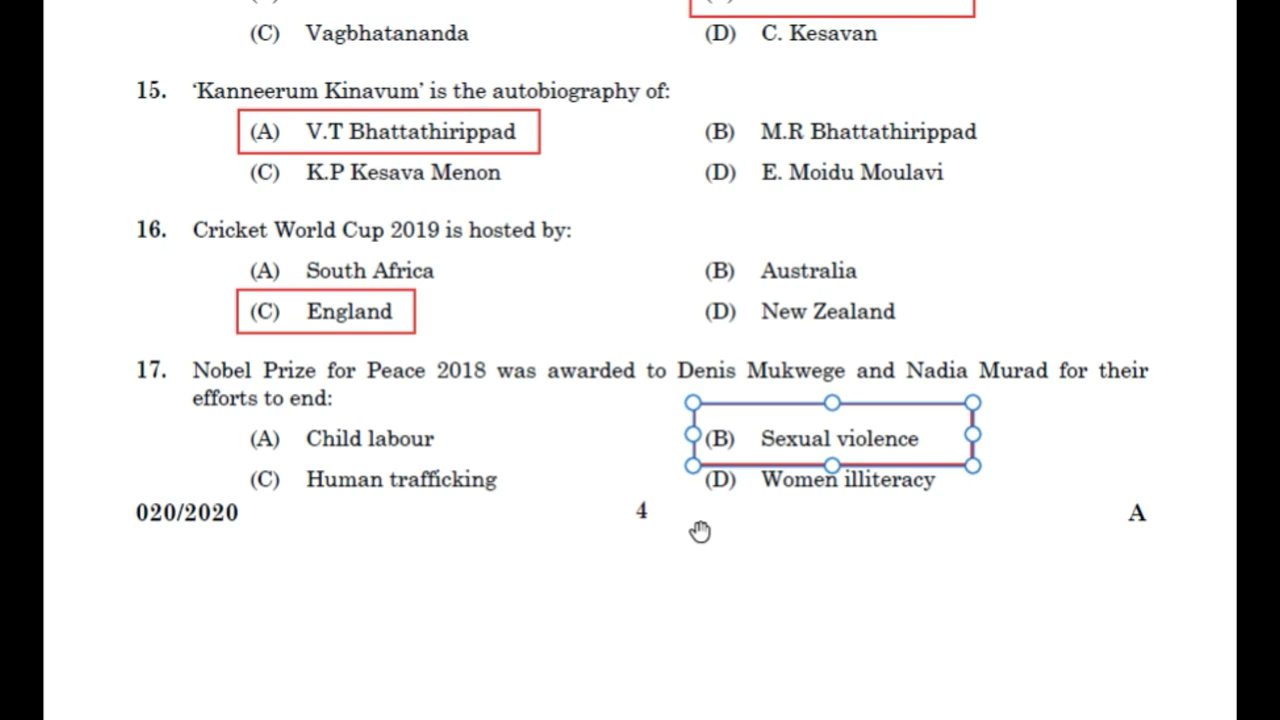 (C) Vagbhatananda (D) C. Kesavan
15. 'Kanneerum Kinavum' is the autobiography of:
(A) V.T Bhattathirippad (B) M.R Bhattathirippad
(C) K.P Kesava Menon (D) E. Moidu Moulavi
16. Cricket World Cup 2019 is hosted by:
(A) South Africa (B) Australia
(C) England (D) New Zealand
17. Nobel Prize for Peace 2018 was awarded to Denis Mukwege and Nadia Murad for their
efforts to end:
(A) Child labour (B) Sexual violence
(C) Human trafficking (D) Women illiteracy
020/2020 4 A